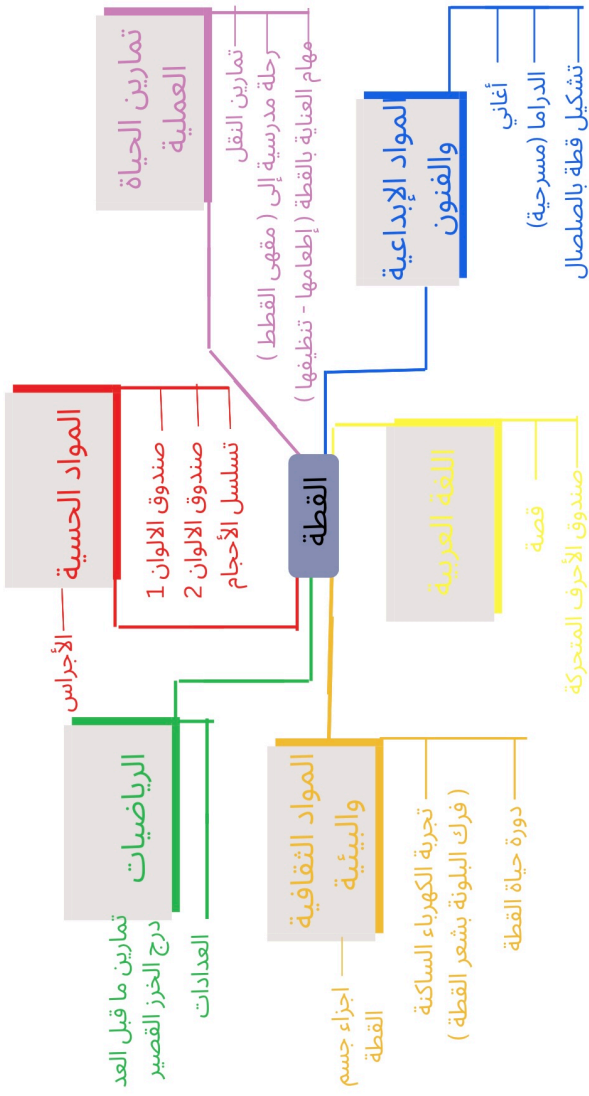 القطة
تمارين الحياة
العملية
تمارين النقل
رحلة مدرسية إلى ( مقهى القطط )
مهام العناية بالقطة ( إطعامها - تنظيفها )
المواد الإبداعية
والفنون
أغاني
الدراما (مسرحية)
تشكيل قطة بالصلصال
المواد الحسية
صندوق الالوان 1
صندوق الالوان 2
تسلسل الأحجام
الأجراس
اللغة العربية
قصة
صندوق الأحرف المتحركة
الرياضيات
تمارين ما قبل العد
درج الخرز القصير
العدادات
المواد الثقافية
والبيئية
اجزاء جسم
القطة
تجربة الكهرباء الساكنة
( فرك البلونة بشعر القطة )
دورة حياة القطة